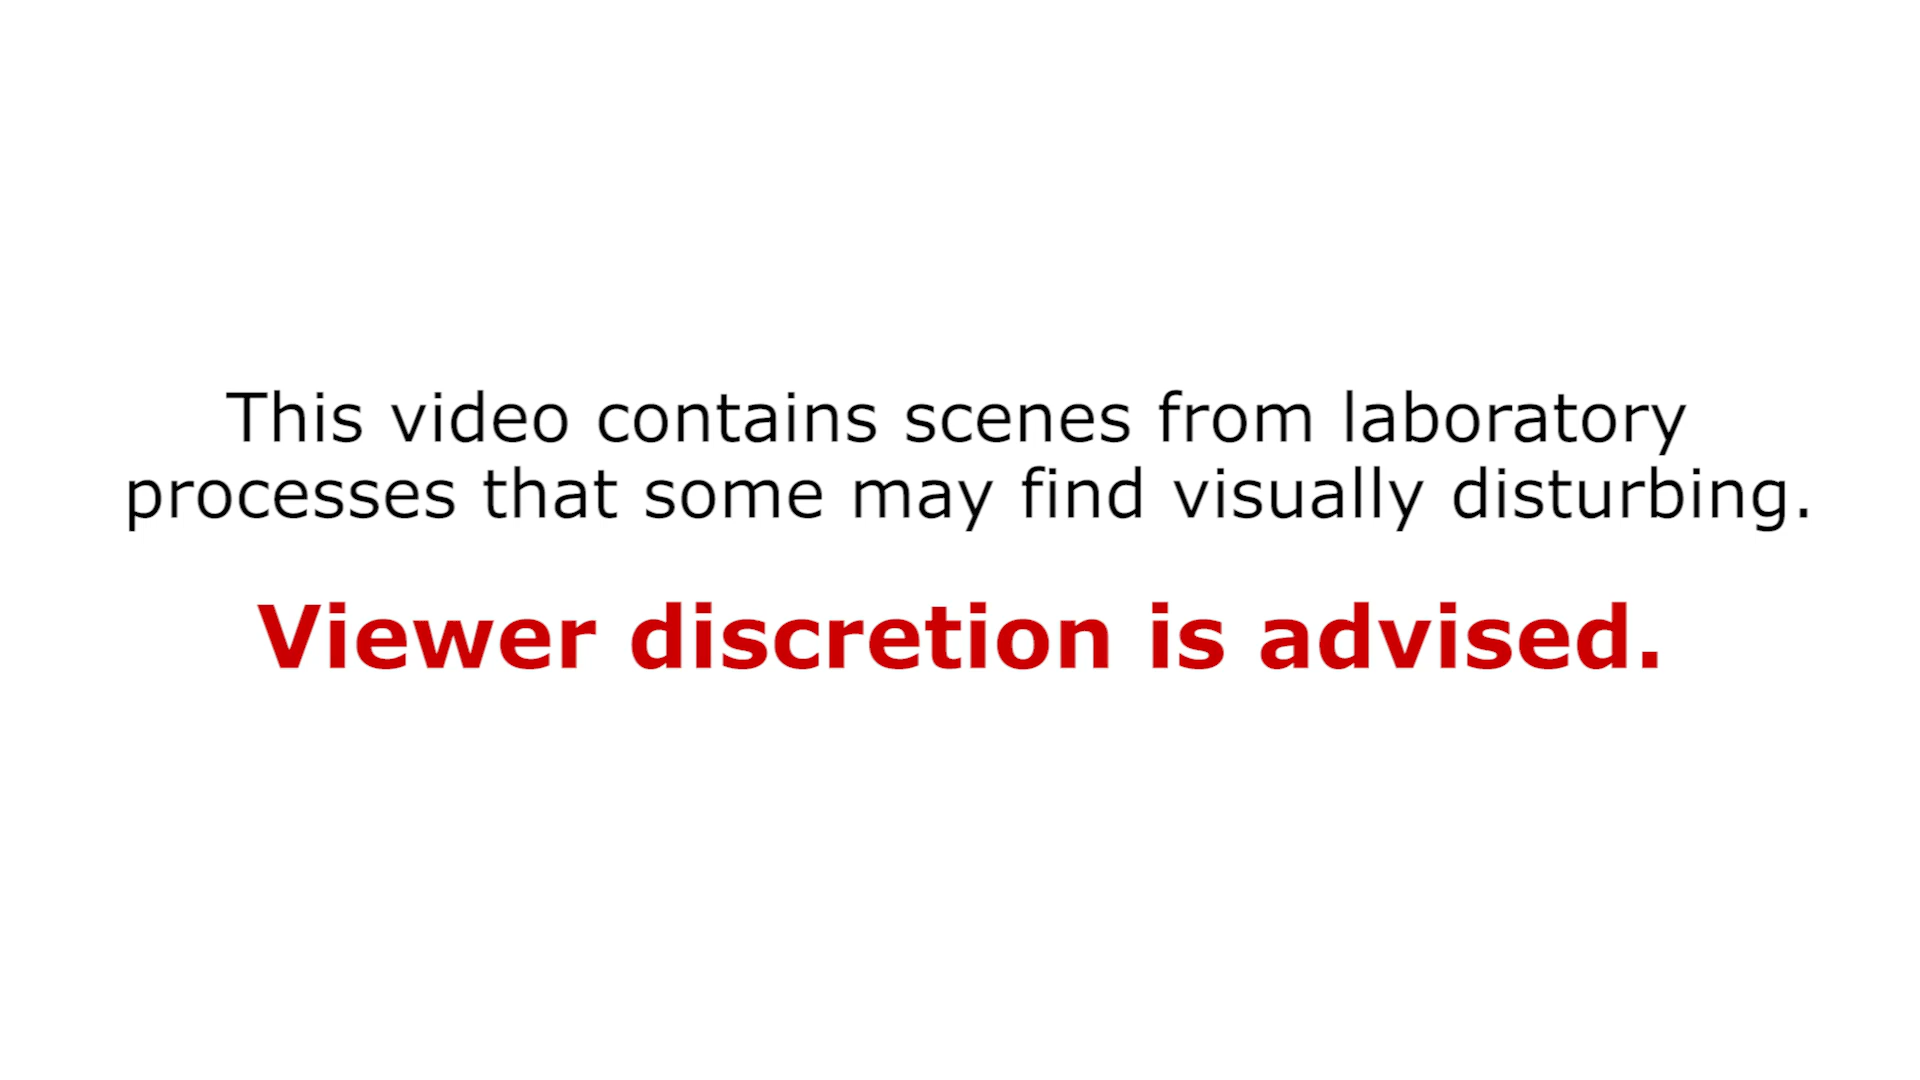 This video contains scenes from laboratory
processes that some may find visually disturbing.
Viewer discretion is advised.